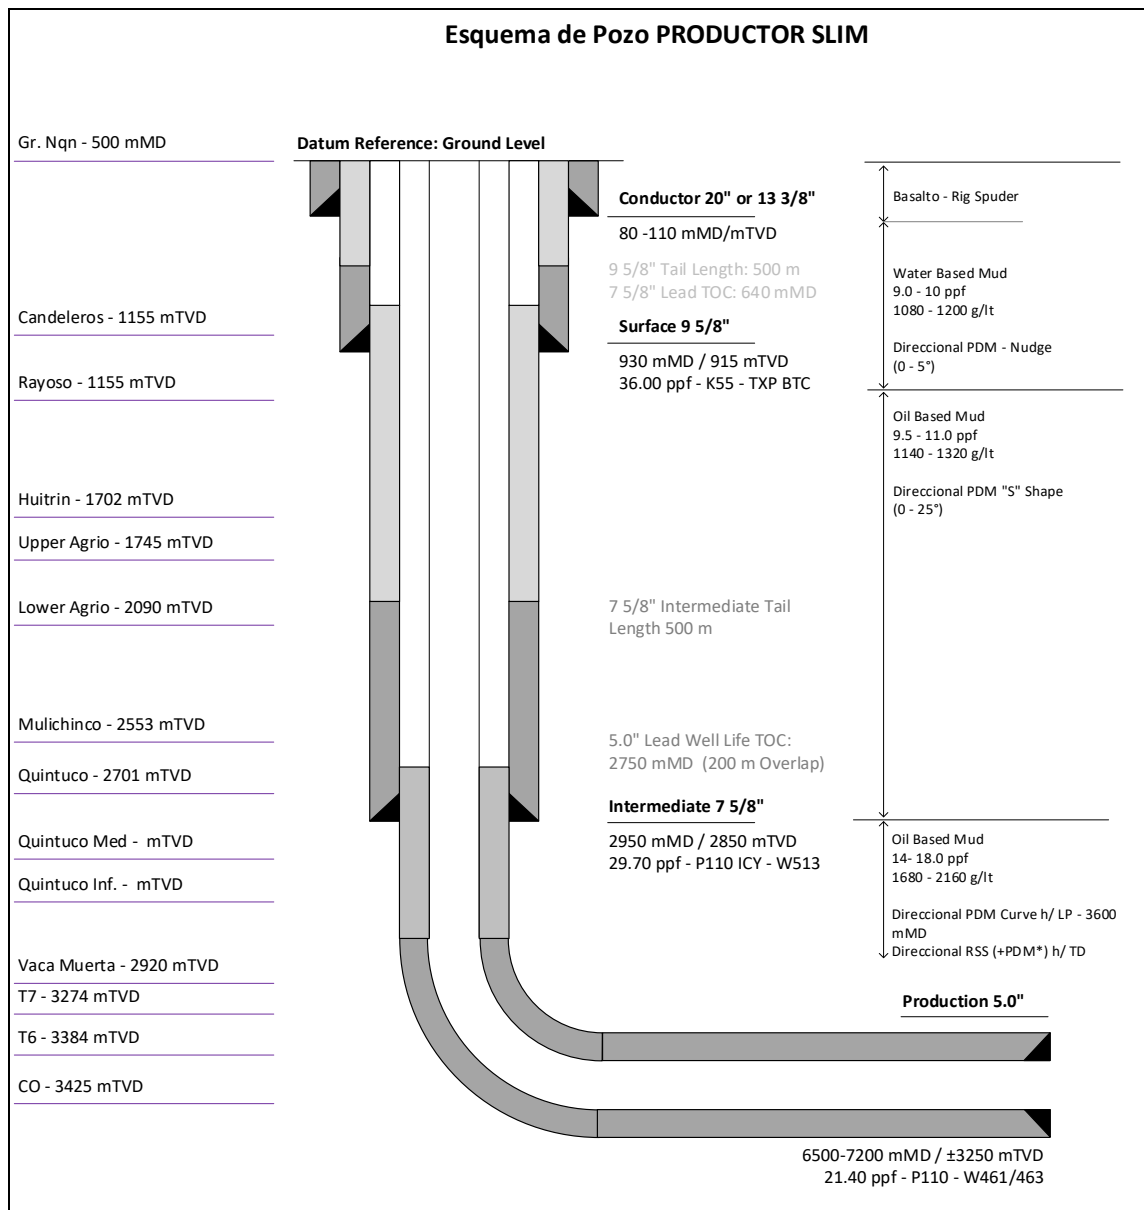 Esquema de Pozo PRODUCTOR SLIM
Gr. Nqn - 500 mMD
Datum Reference: Ground Level
Conductor 20" or 13 3/8"
80 -110 mMD/mTVD
Basalto - Rig Spuder
9 5/8" Tail Length: 500 m
7 5/8" Lead TOC: 640 mMD
Water Based Mud
9.0 - 10 ppf
1080 - 1200 g/lt
Direccional PDM - Nudge
(0 - 5°)
Candeleros - 1155 mTVD
Surface 9 5/8"
930 mMD / 915 mTVD
36.00 ppf - K55 - TXP BTC
Rayoso - 1155 mTVD
Oil Based Mud
9.5 - 11.0 ppf
1140 - 1320 g/lt
Direccional PDM "S" Shape
(0 - 25°)
Huitrin - 1702 mTVD
Upper Agrio - 1745 mTVD
Lower Agrio - 2090 mTVD
7 5/8" Intermediate Tail
Length 500 m
Mulichinco - 2553 mTVD
5.0" Lead Well Life TOC:
2750 mMD (200 m Overlap)
Quintuco - 2701 mTVD
Intermediate 7 5/8"
2950 mMD / 2850 mTVD
29.70 ppf - P110 ICY - W513
Quintuco Med - mTVD
Quintuco Inf. - mTVD
Oil Based Mud
14- 18.0 ppf
1680 - 2160 g/lt
Direccional PDM Curve h/ LP - 3600
mMD
Direccional RSS (+PDM*) h/ TD
Vaca Muerta - 2920 mTVD
T7 - 3274 mTVD
Production 5.0"
T6 - 3384 mTVD
CO - 3425 mTVD
6500-7200 mMD / ±3250 mTVD
21.40 ppf - P110 - W461/463